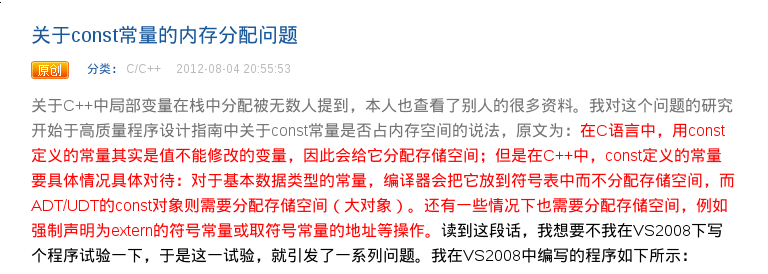 关于const常量的内存分配问题
原创 分类： C/C++ 2012-08-04 20:55:53
关于C++中局部变量在栈中分配被无数人提到，本人也查看了别人的很多资料。我对这个问题的研究
开始于高质量程序设计指南中关于const常量是否占内存空间的说法，原文为：在C语言中，用const
定义的常量其实是值不能修改的变量，因此会给它分配存储空间；但是在C++中，const定义的常量
要具体情况具体对待：对于基本数据类型的常量，编译器会把它放到符号表中而不分配存储空间，而
ADT/UDT的const对象则需要分配存储空间（大对象）。还有一些情况下也需要分配存储空间，例如
强制声明为extern的符号常量或取符号常量的地址等操作。读到这段话，我想要不我在VS2008下写
个程序试验一下，于是这一试验，就引发了一系列问题。我在VS2008中编写的程序如下所示：